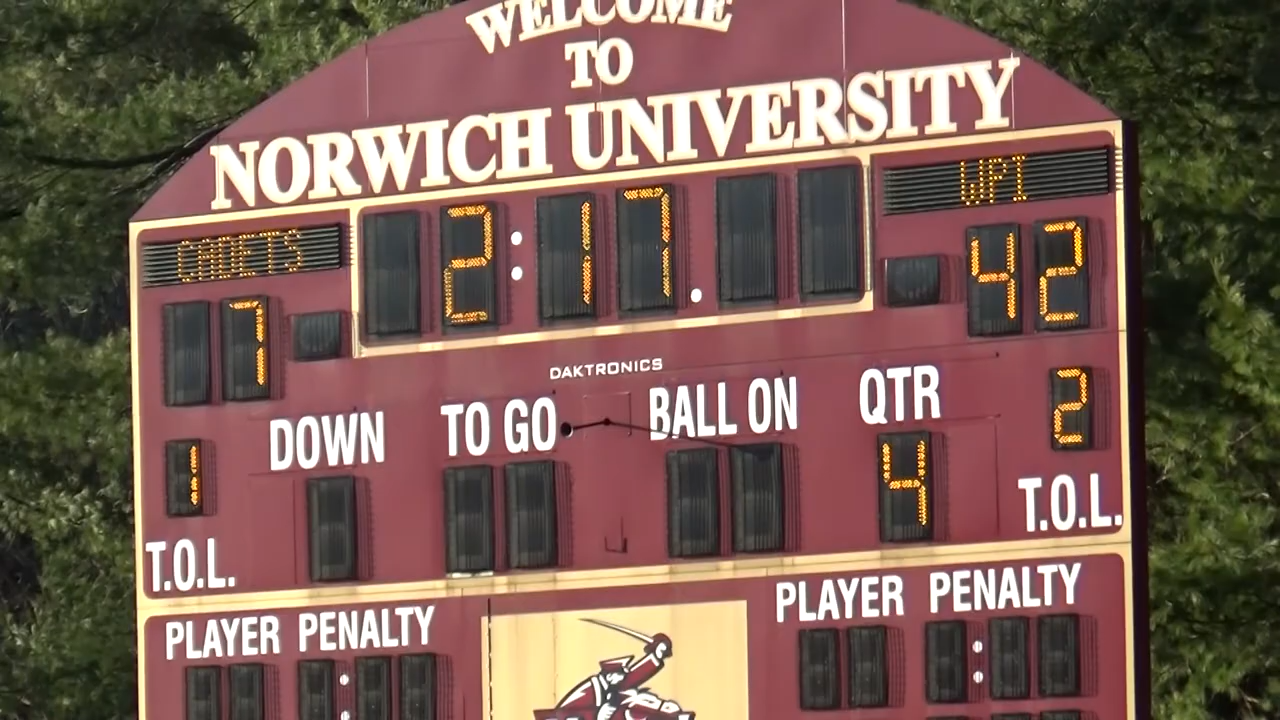 WELCOME
TO
NORWICH UNIVERSITY
CADETS 2:17. WPI
7 42
DAKTRONICS
DOWN TO GO BALL ON QTR 2
1 4
T.O.L. T.O.L.
PLAYER PENALTY PLAYER PENALTY